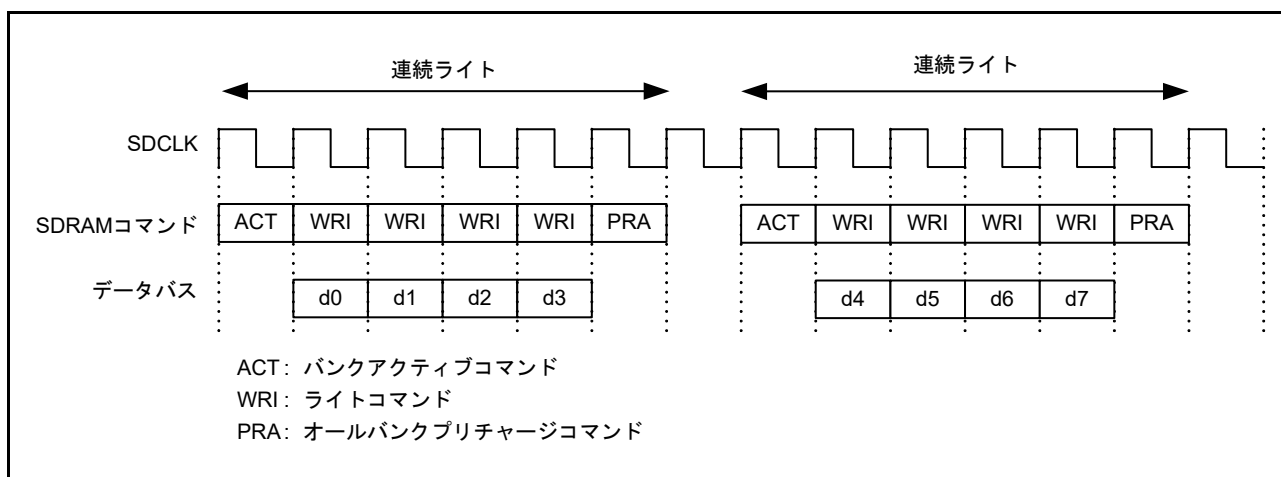 連続ライト 連続ライト
SDCLK
SDRAMコマンド ACT WRI WRI WRI WRI PRA ACT WRI WRI WRI WRI PRA
データバス d0 d1 d2 d3 d4 d5 d6 d7
ACT : バンクアクティブコマンド
WRI : ライトコマンド
PRA : オールバンクプリチャージコマンド